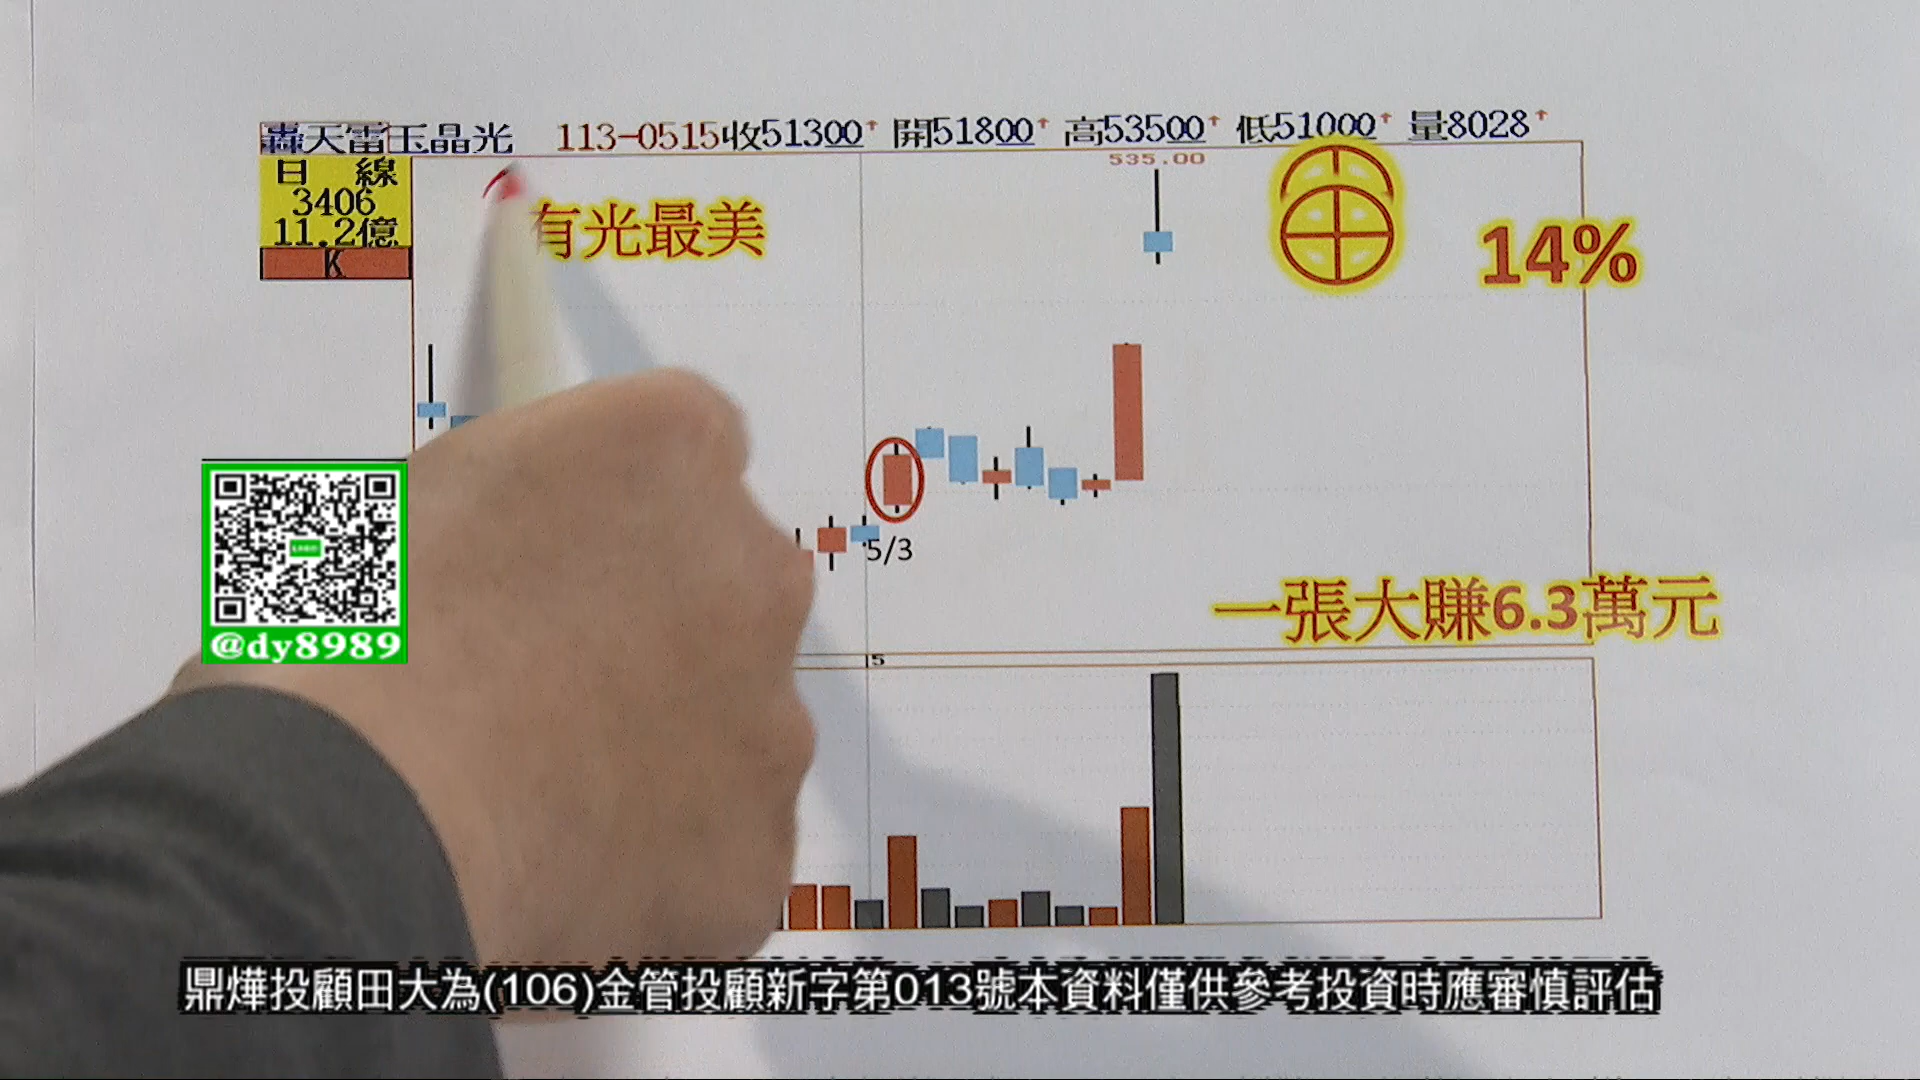 轟天雷玉晶光 113-0515收51300↑ 開51800↑ 高53500↑ 低51000↑ 量8028↑
日 線
3406
11.2億
K
535.00
有光最美
14%
5/3
@dy8989
一張大賺6.3萬元
5
鼎燁投顧田大為(106)金管投顧新字第013號本資料僅供參考投資時應審慎評估